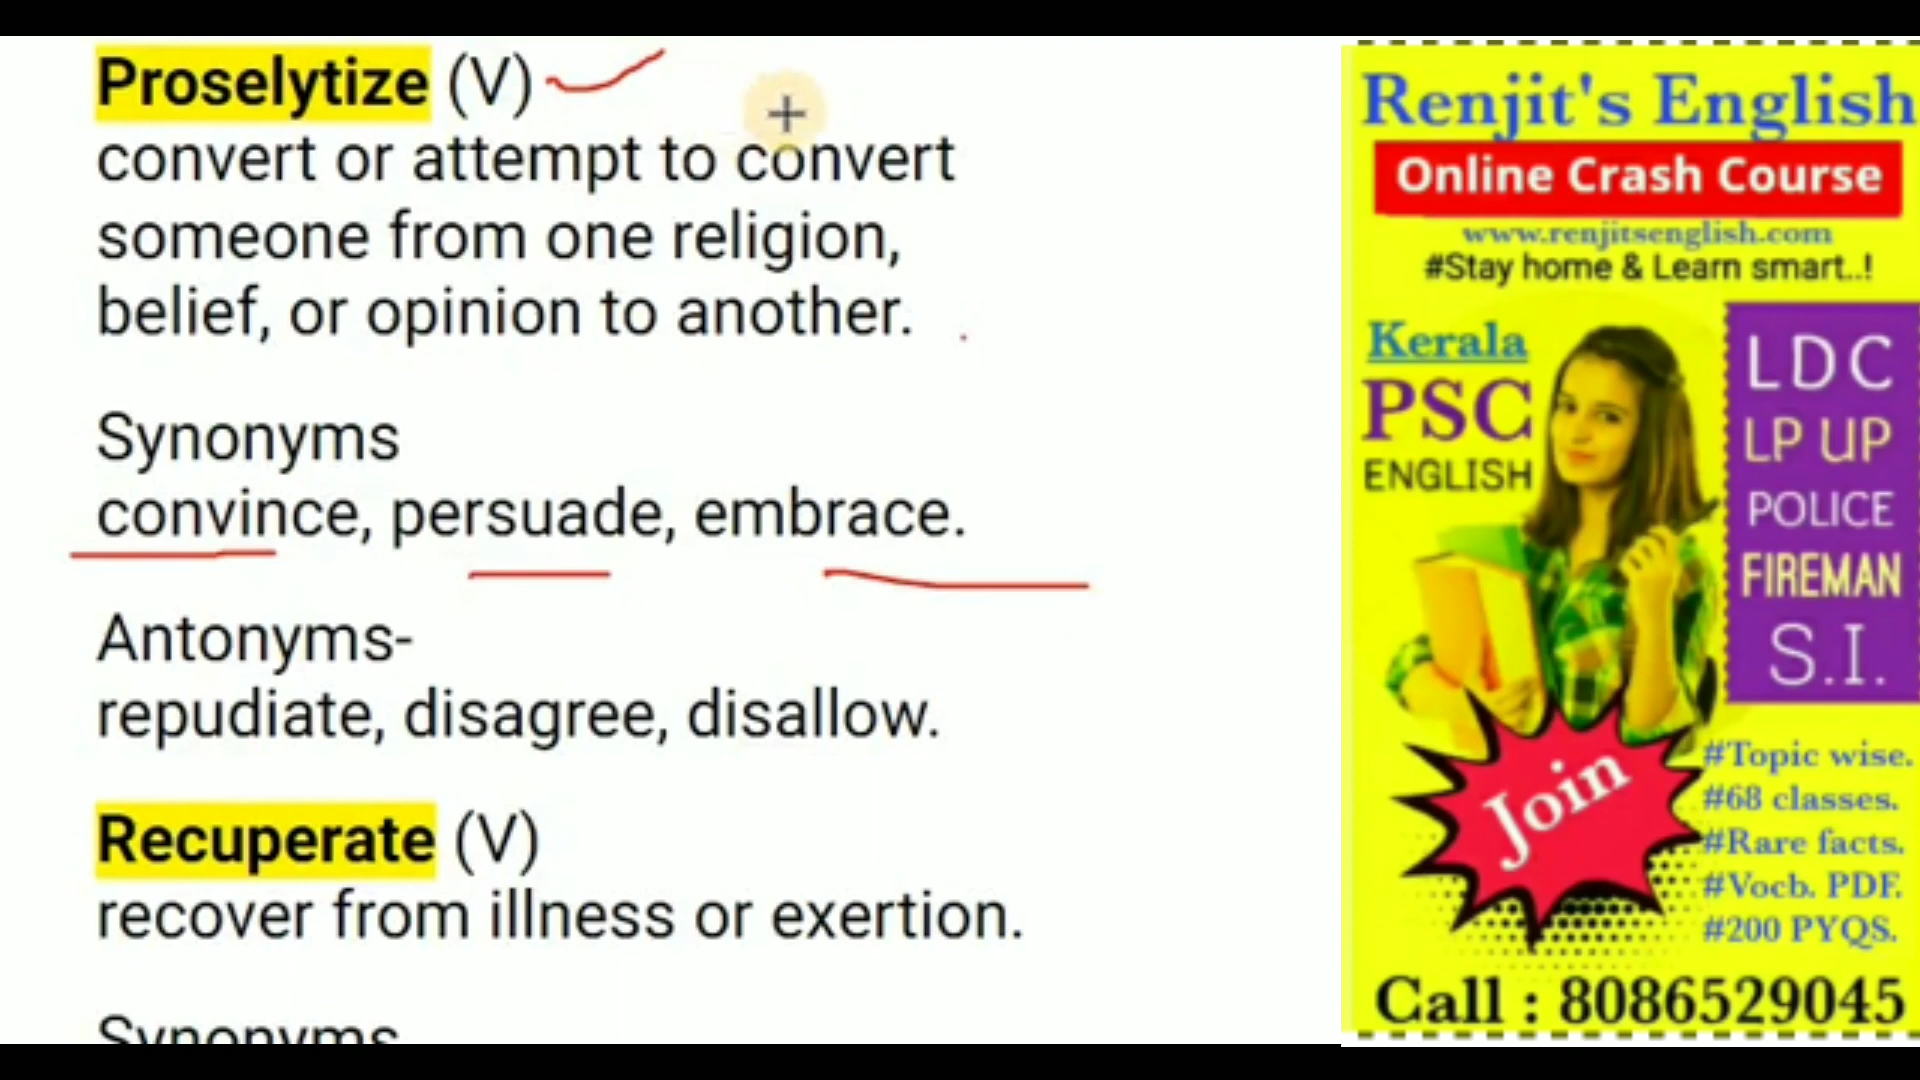 Proselytize (V)
convert or attempt to convert
someone from one religion,
belief, or opinion to another.
Synonyms
convince, persuade, embrace.
Antonyms-
repudiate, disagree, disallow.
Recuperate (V)
recover from illness or exertion.
Synonyms
Renjit's English
Online Crash Course
www.renjitsenglish.com
#Stay home & Learn smart..!
Kerala
PSC
ENGLISH
LDC
LP UP
POLICE
FIREMAN
S.I.
Join
#Topic wise.
#68 classes.
#Rare facts.
#Vocb. PDF.
#200 PYQS.
Call : 8086529045